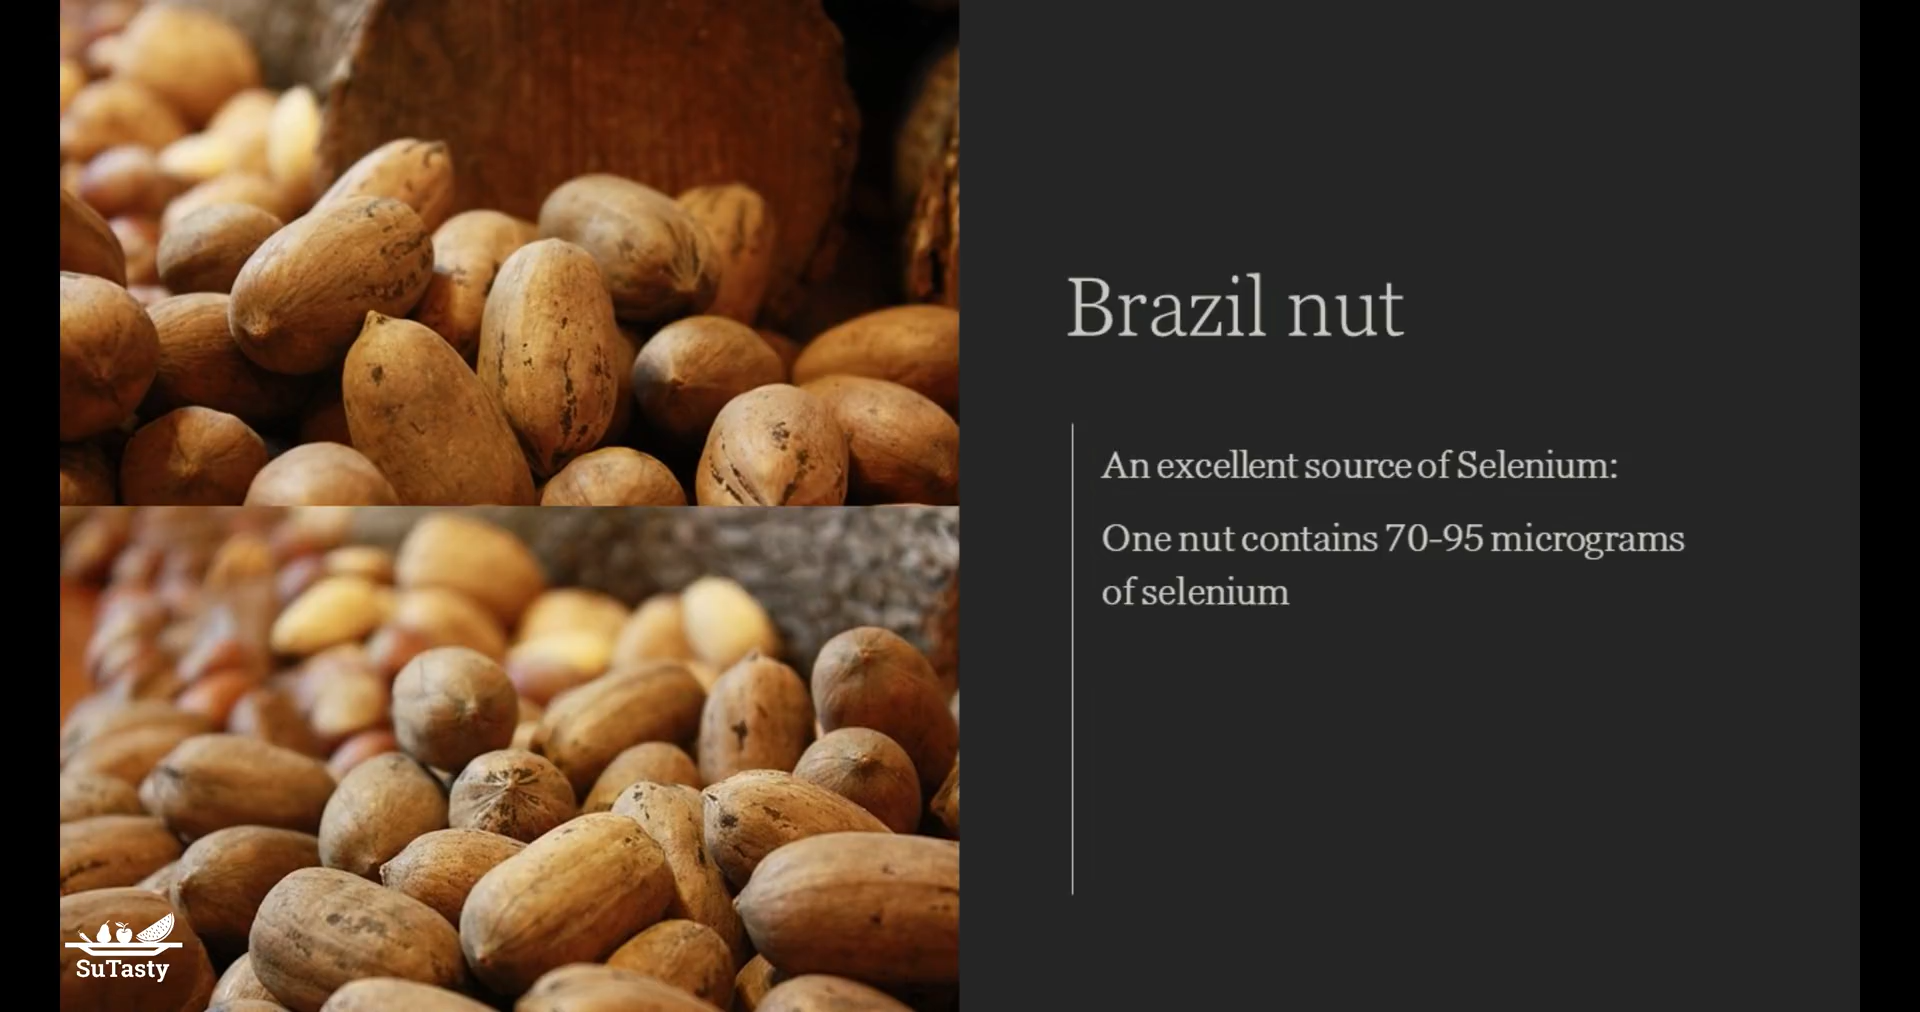 Brazil nut
An excellent source of Selenium:
One nut contains 70-95 micrograms
of selenium
SuTasty